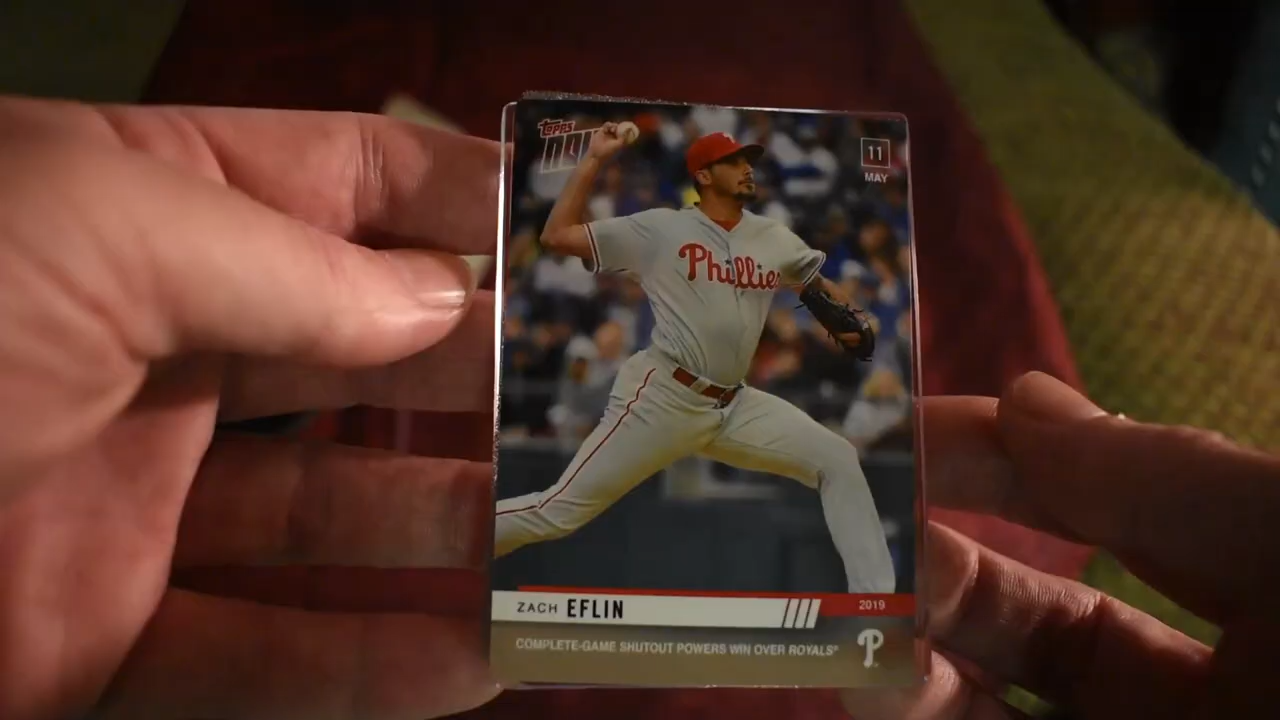 Topps
NOW
11
MAY
Phillies
ZACH EFLIN
2019
COMPLETE-GAME SHUTOUT POWERS WIN OVER ROYALS®
P